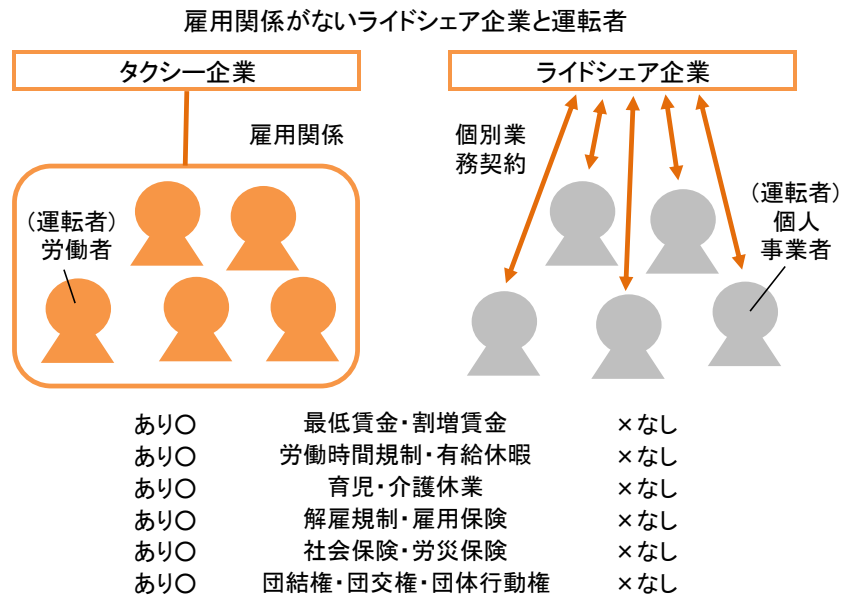 雇用関係がないライドシェア企業と運転者
タクシー企業
ライドシェア企業
雇用関係
個別業
務契約
（運転者）
労働者
（運転者）
個人
事業者
あり〇 最低賃金・割増賃金 ×なし
あり〇 労働時間規制・有給休暇 ×なし
あり〇 育児・介護休業 ×なし
あり〇 解雇規制・雇用保険 ×なし
あり〇 社会保険・労災保険 ×なし
あり〇 団結権・団交権・団体行動権 ×なし